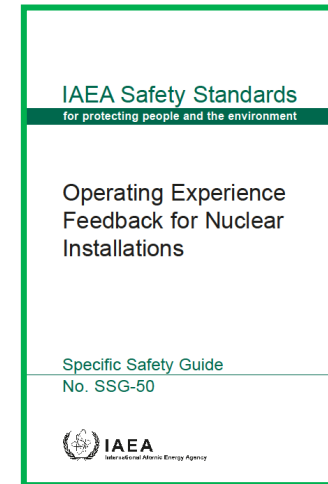 IAEA Safety Standards
for protecting people and the environment
Operating Experience
Feedback for Nuclear
Installations
Specific Safety Guide
No. SSG-50
IAEA
International Atomic Energy Agency